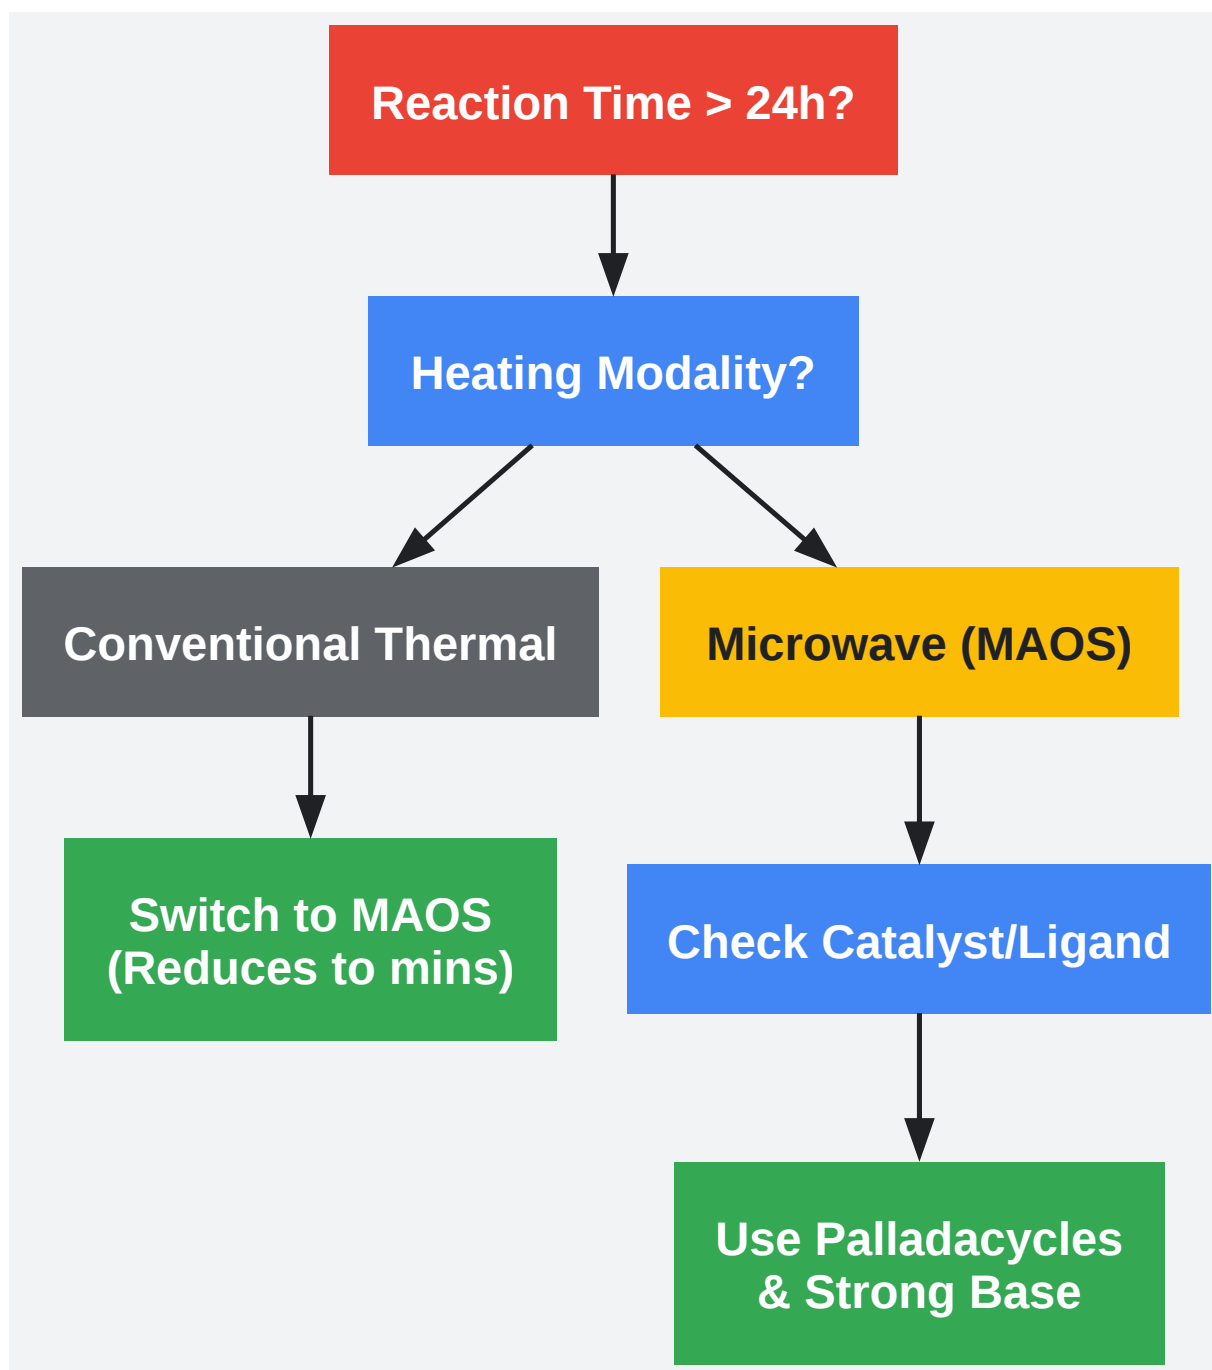 Reaction Time > 24h?
Heating Modality?
Conventional Thermal
Microwave (MAOS)
Switch to MAOS
(Reduces to mins)
Check Catalyst/Ligand
Use Palladacycles
& Strong Base